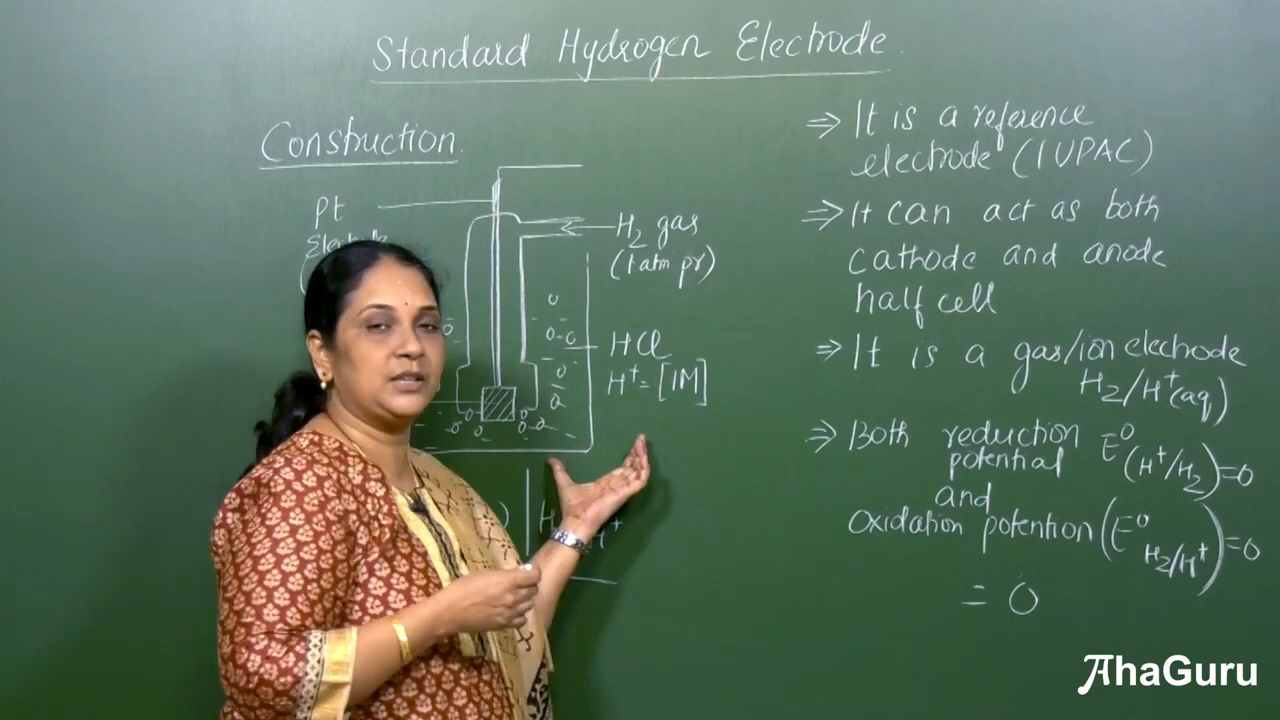 Standard Hydrogen Electrode.
Construction
Pt
H2 gas
(1 atm pr)
HCl
H+ = [1M]
⇒ It is a reference
electrode (IUPAC)
⇒ It can act as both
cathode and anode
half cell
⇒ It is a gas/ion electrode
H2/H+(aq)
⇒ Both reduction
potential E°(H+/H2)=0
and
Oxidation potention (E°H2/H+)=0
= 0
AhaGuru